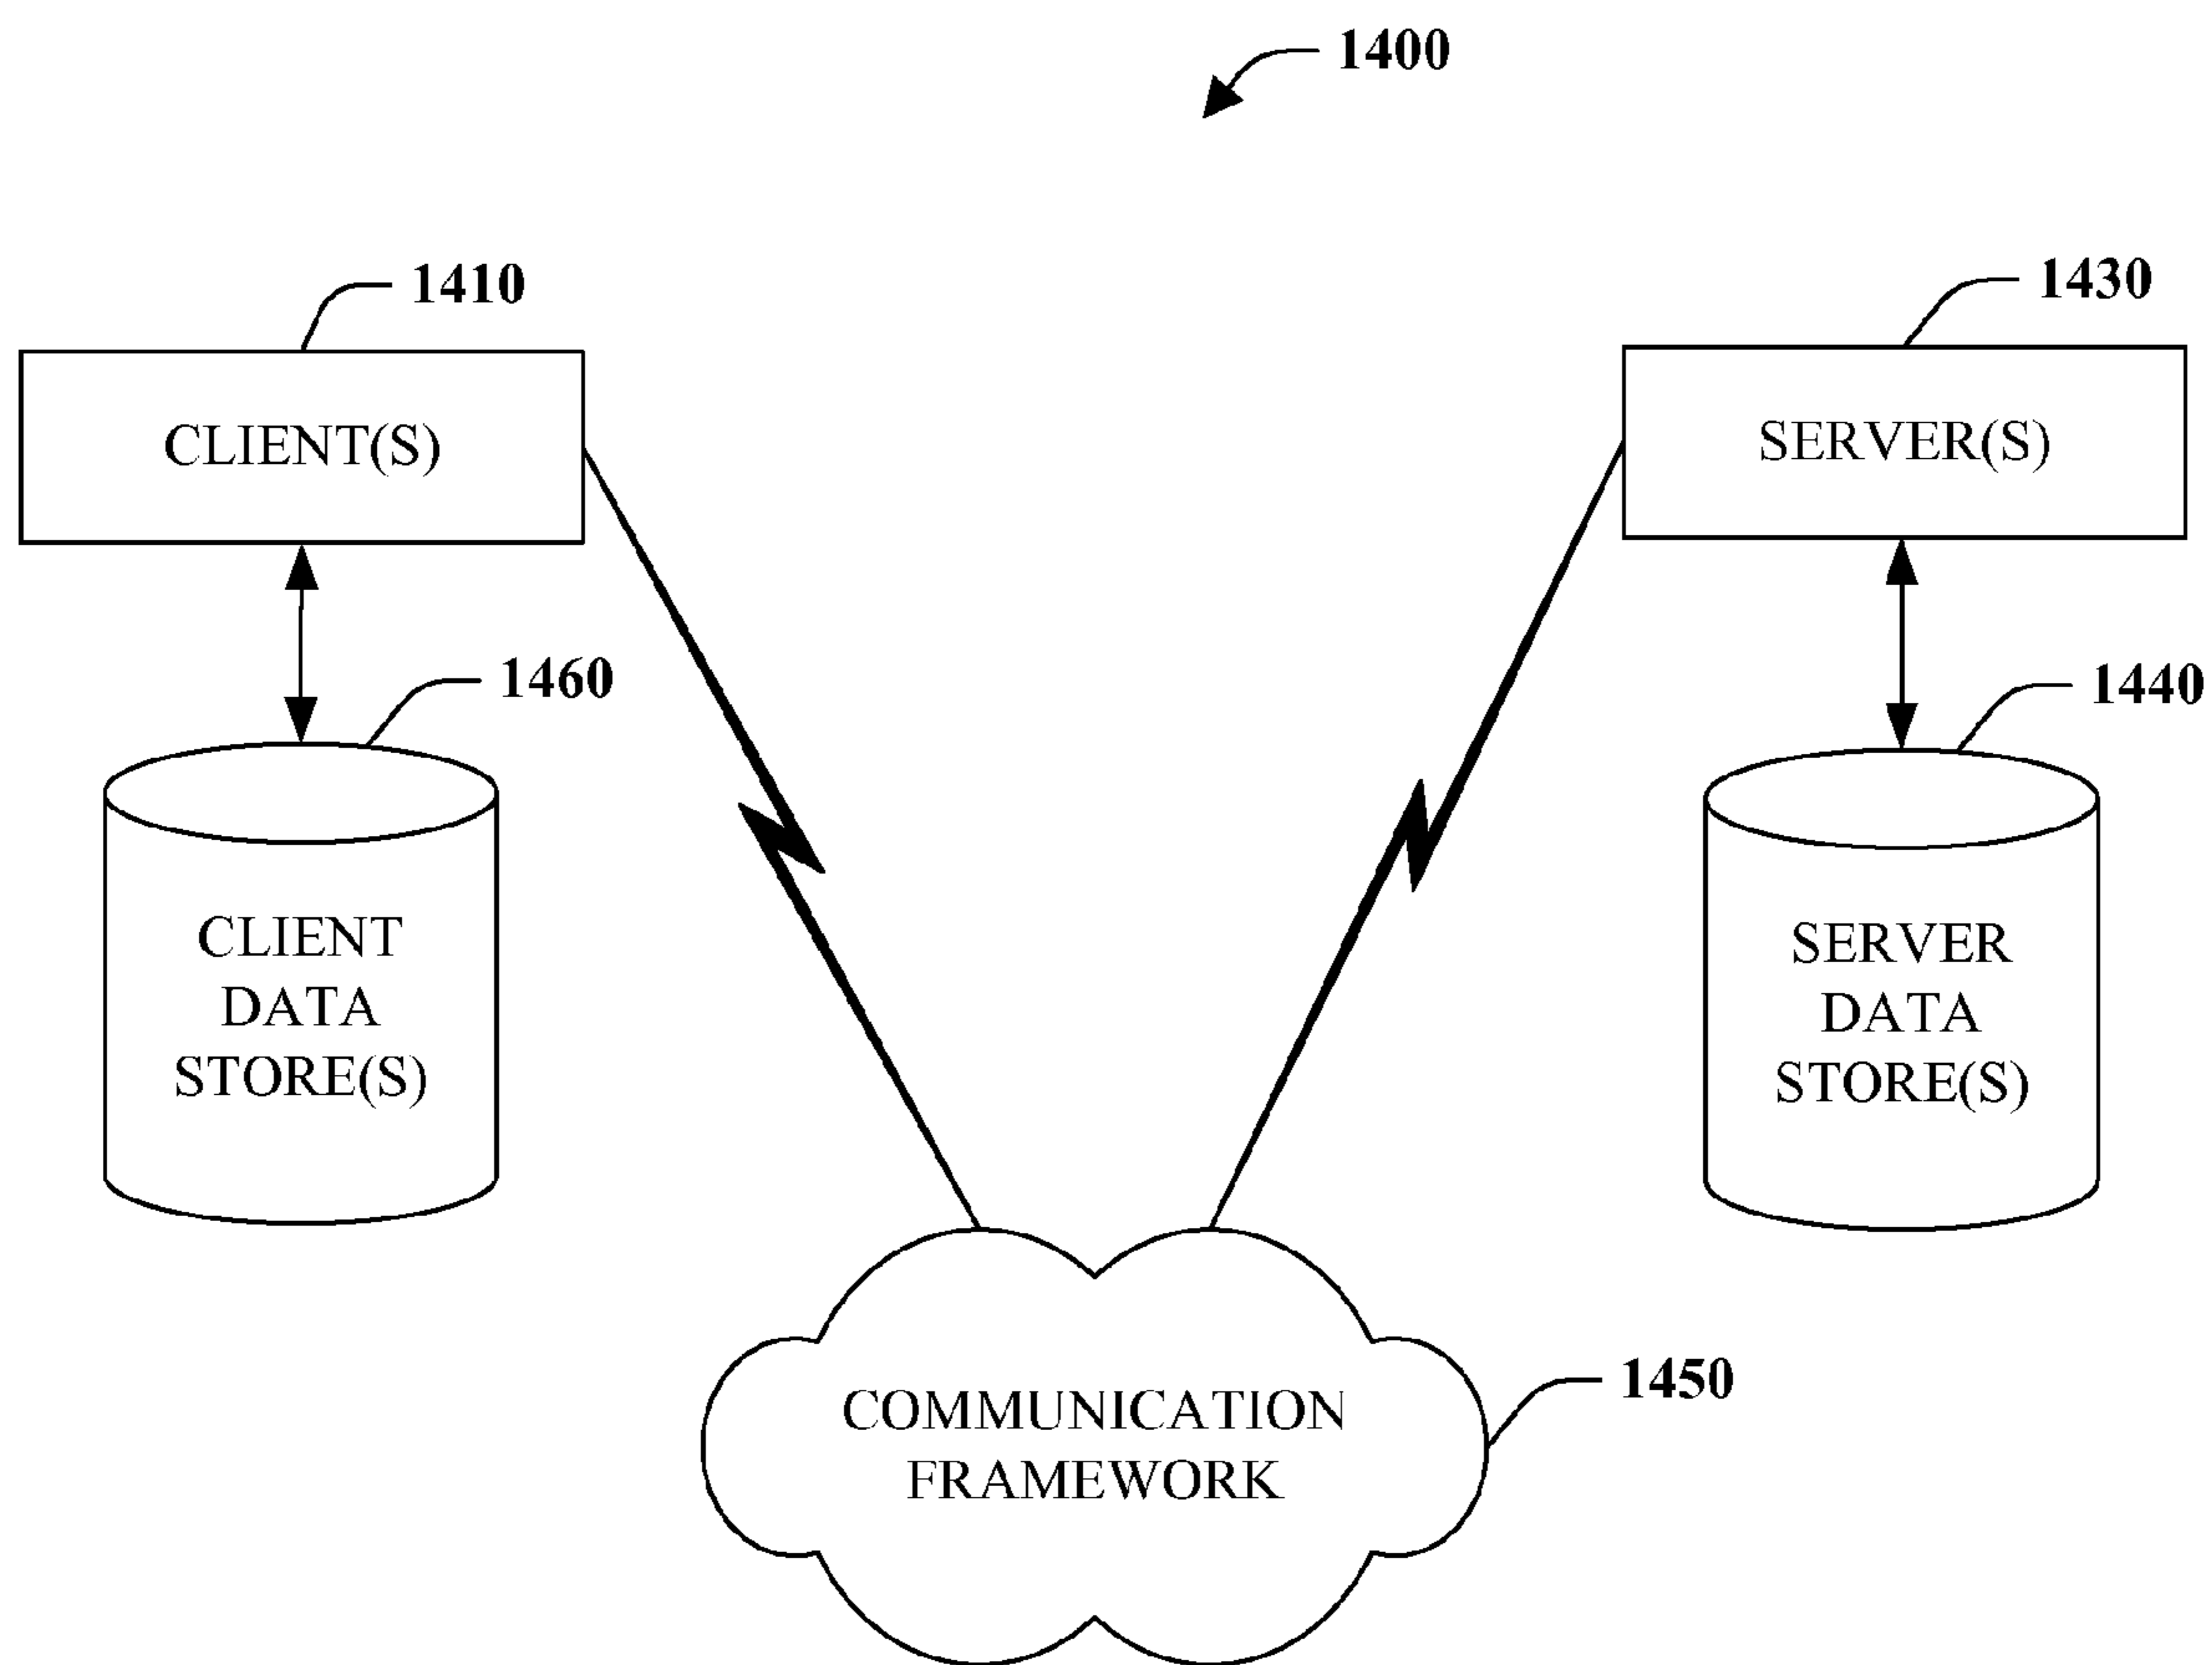 1400
1410
1430
CLIENT(S)
SERVER(S)
1460
1440
CLIENT
DATA
STORE(S)
SERVER
DATA
STORE(S)
1450
COMMUNICATION
FRAMEWORK